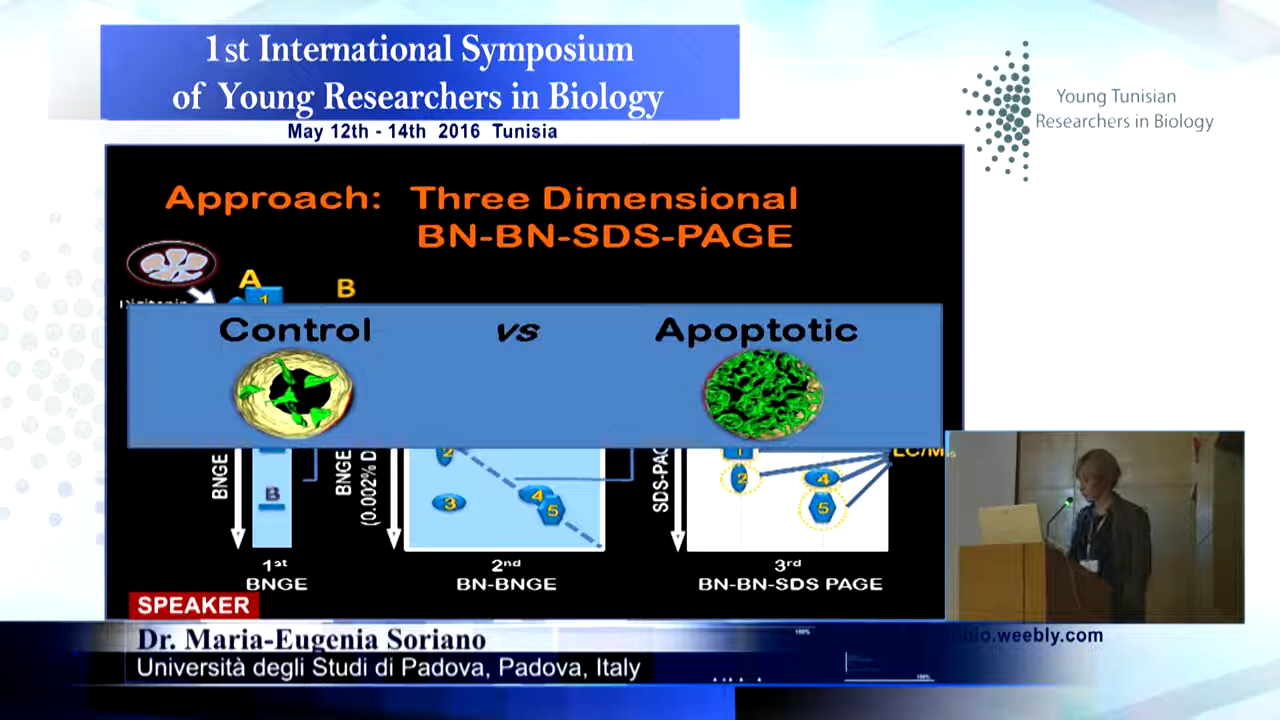 1st International Symposium
of Young Researchers in Biology
May 12th - 14th 2016 Tunisia
Young Tunisian
Researchers in Biology
Approach: Three Dimensional
BN-BN-SDS-PAGE
A
B
1
Control vs Apoptotic
BNGE
B
BNGE
(0.002%
2
3
4
5
SDS-PAG
1
2
4
5
LC/M
1st
BNGE
2nd
BN-BNGE
3rd
BN-BN-SDS PAGE
SPEAKER
Dr. Maria-Eugenia Soriano
Università degli Studi di Padova, Padova, Italy
bio.weebly.com
100%
100%